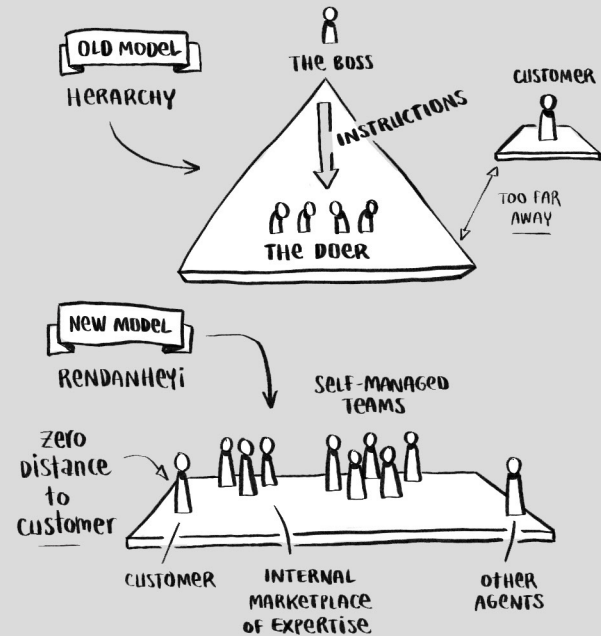 OLD MODEL
HERARCHY
THE BOSS
INSTRUCTIONS
THE DOER
CUSTOMER
TOO FAR
AWAY
NEW MODEL
RENDANHEYI
SELF-MANAGED
TEAMS
Zero
Distance
to
customer
CUSTOMER
INTERNAL
MARKETPLACE
OF EXPERTISE
OTHER
AGENTS